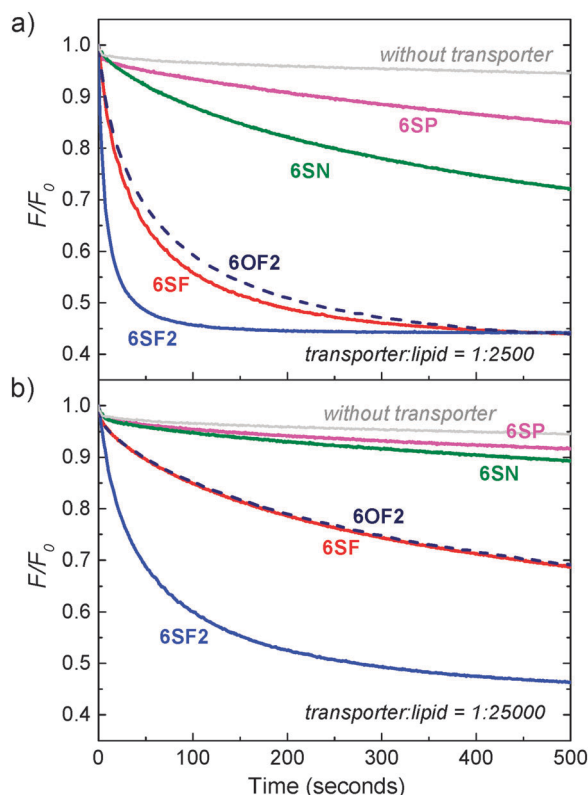 a)
1.0
without transporter
0.9
6SP
0.8
6SN
F/F0
0.7
0.6
6OF2
6SF
0.5
6SF2
0.4
transporter:lipid = 1:2500
b)
1.0
without transporter
6SP
0.9
6SN
0.8
6OF2
F/F0
0.7
6SF
0.6
6SF2
0.5
0.4
transporter:lipid = 1:25000
0 100 200 300 400 500
Time (seconds)